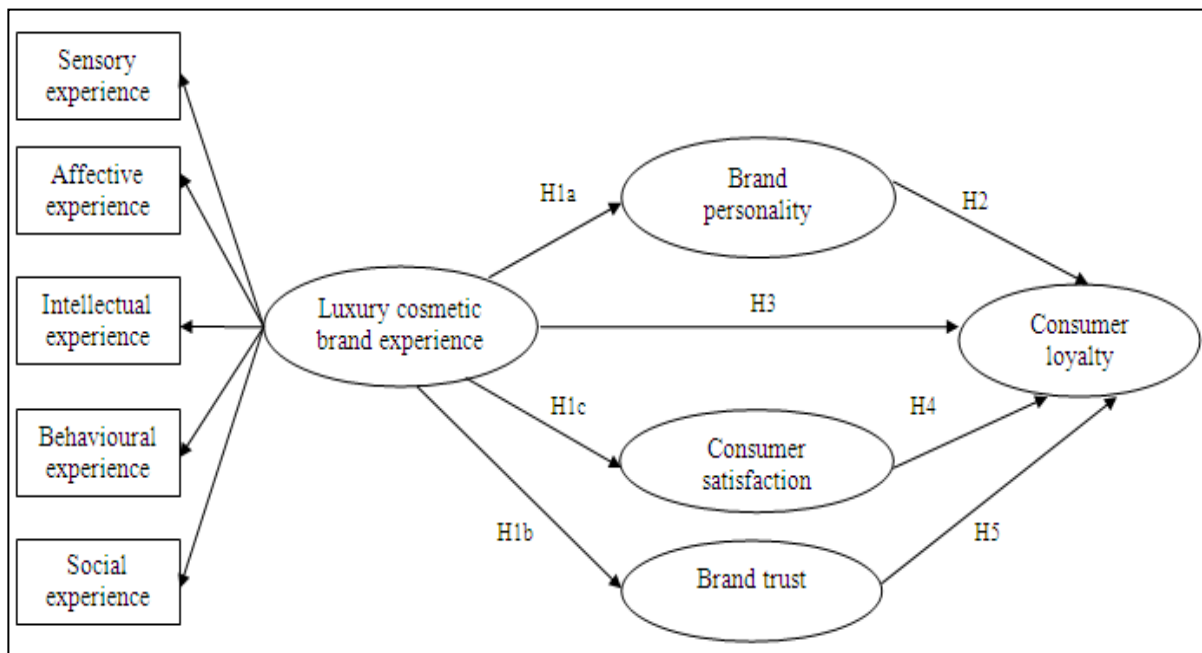 Sensory
experience
Affective
experience
Intellectual
experience
Behavioural
experience
Social
experience
Luxury cosmetic
brand experience
H1a
H3
H1c
H1b
Brand
personality
Consumer
satisfaction
Brand trust
H2
H4
H5
Consumer
loyalty